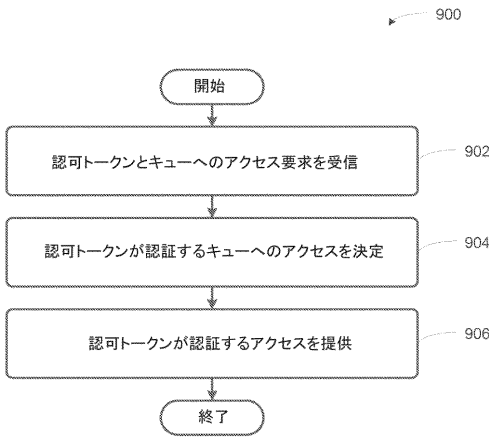 900
開始
認可トークンとキューへのアクセス要求を受信
902
認可トークンが認証するキューへのアクセスを決定
904
認可トークンが認証するアクセスを提供
906
終了